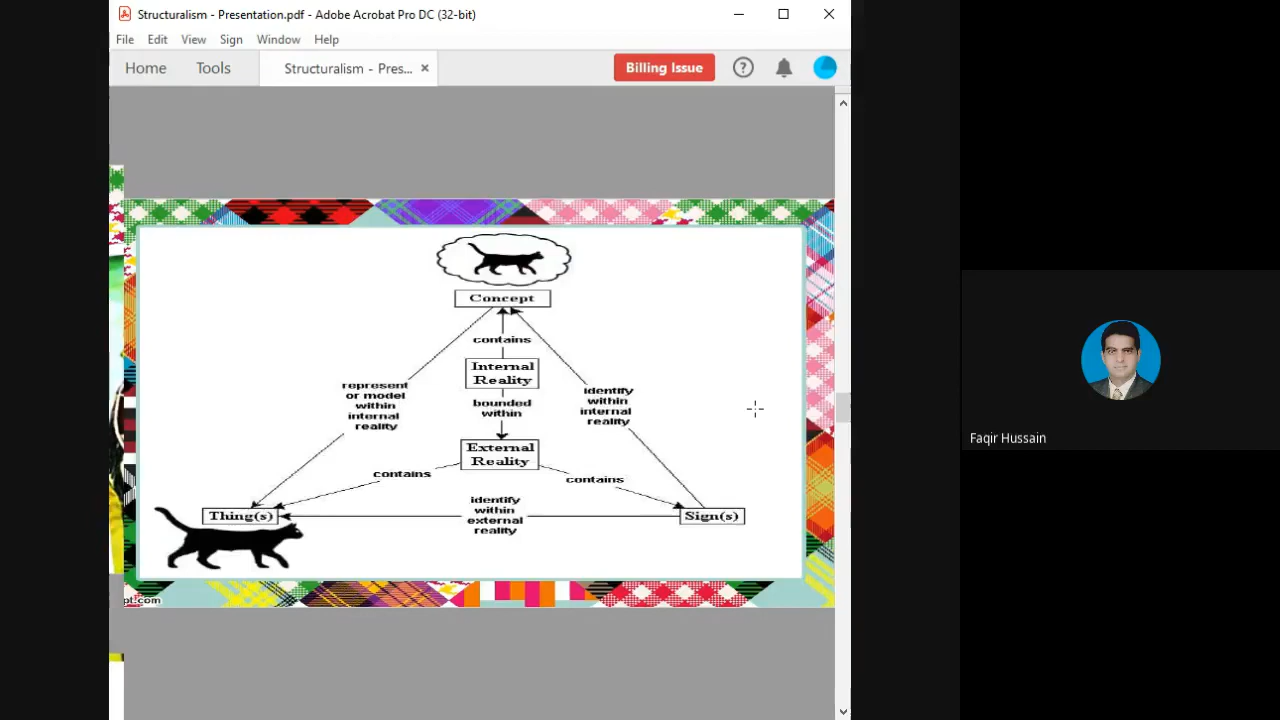 Structuralism - Presentation.pdf - Adobe Acrobat Pro DC (32-bit)
File Edit View Sign Window Help
Home Tools Structuralism - Pres... × Billing Issue
Concept
contains
Internal
Reality
represent
or model
within
internal
reality
identify
within
internal
reality
bounded
within
External
Reality
contains
contains
identify
within
external
reality
Thing(s)
Sign(s)
pt.com
Faqir Hussain